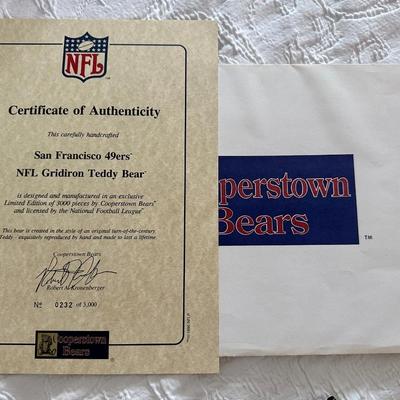 NFL
Certificate of Authenticity
This carefully handcrafted
San Francisco 49ers™
NFL Gridiron Teddy Bear™
is designed and manufactured in an exclusive
Limited Edition of 3000 pieces by Cooperstown Bears®
and licensed by the National Football League®
This bear is created in the style of an original turn-of-the-century
Teddy - exquisitely reproduced by hand and made to last a lifetime.
Cooperstown Bears
Robert A. Kronenberger
Nº 0232 of 3,000
Cooperstown
Bears
®
perstown
Bears
™